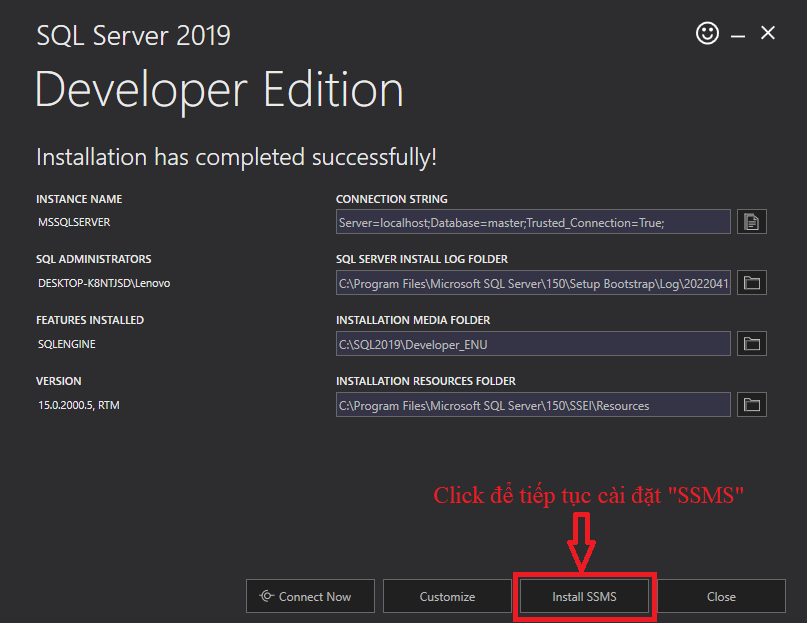 SQL Server 2019
Developer Edition
Installation has completed successfully!
INSTANCE NAME
MSSQLSERVER
CONNECTION STRING
Server=localhost;Database=master;Trusted_Connection=True;
SQL ADMINISTRATORS
DESKTOP-K8NTJSD\Lenovo
SQL SERVER INSTALL LOG FOLDER
C:\Program Files\Microsoft SQL Server\150\Setup Bootstrap\Log\2022041
FEATURES INSTALLED
SQLENGINE
INSTALLATION MEDIA FOLDER
C:\SQL2019\Developer_ENU
VERSION
15.0.2000.5, RTM
INSTALLATION RESOURCES FOLDER
C:\Program Files\Microsoft SQL Server\150\SSEI\Resources
Click để tiếp tục cài đặt "SSMS"
Connect Now
Customize
Install SSMS
Close